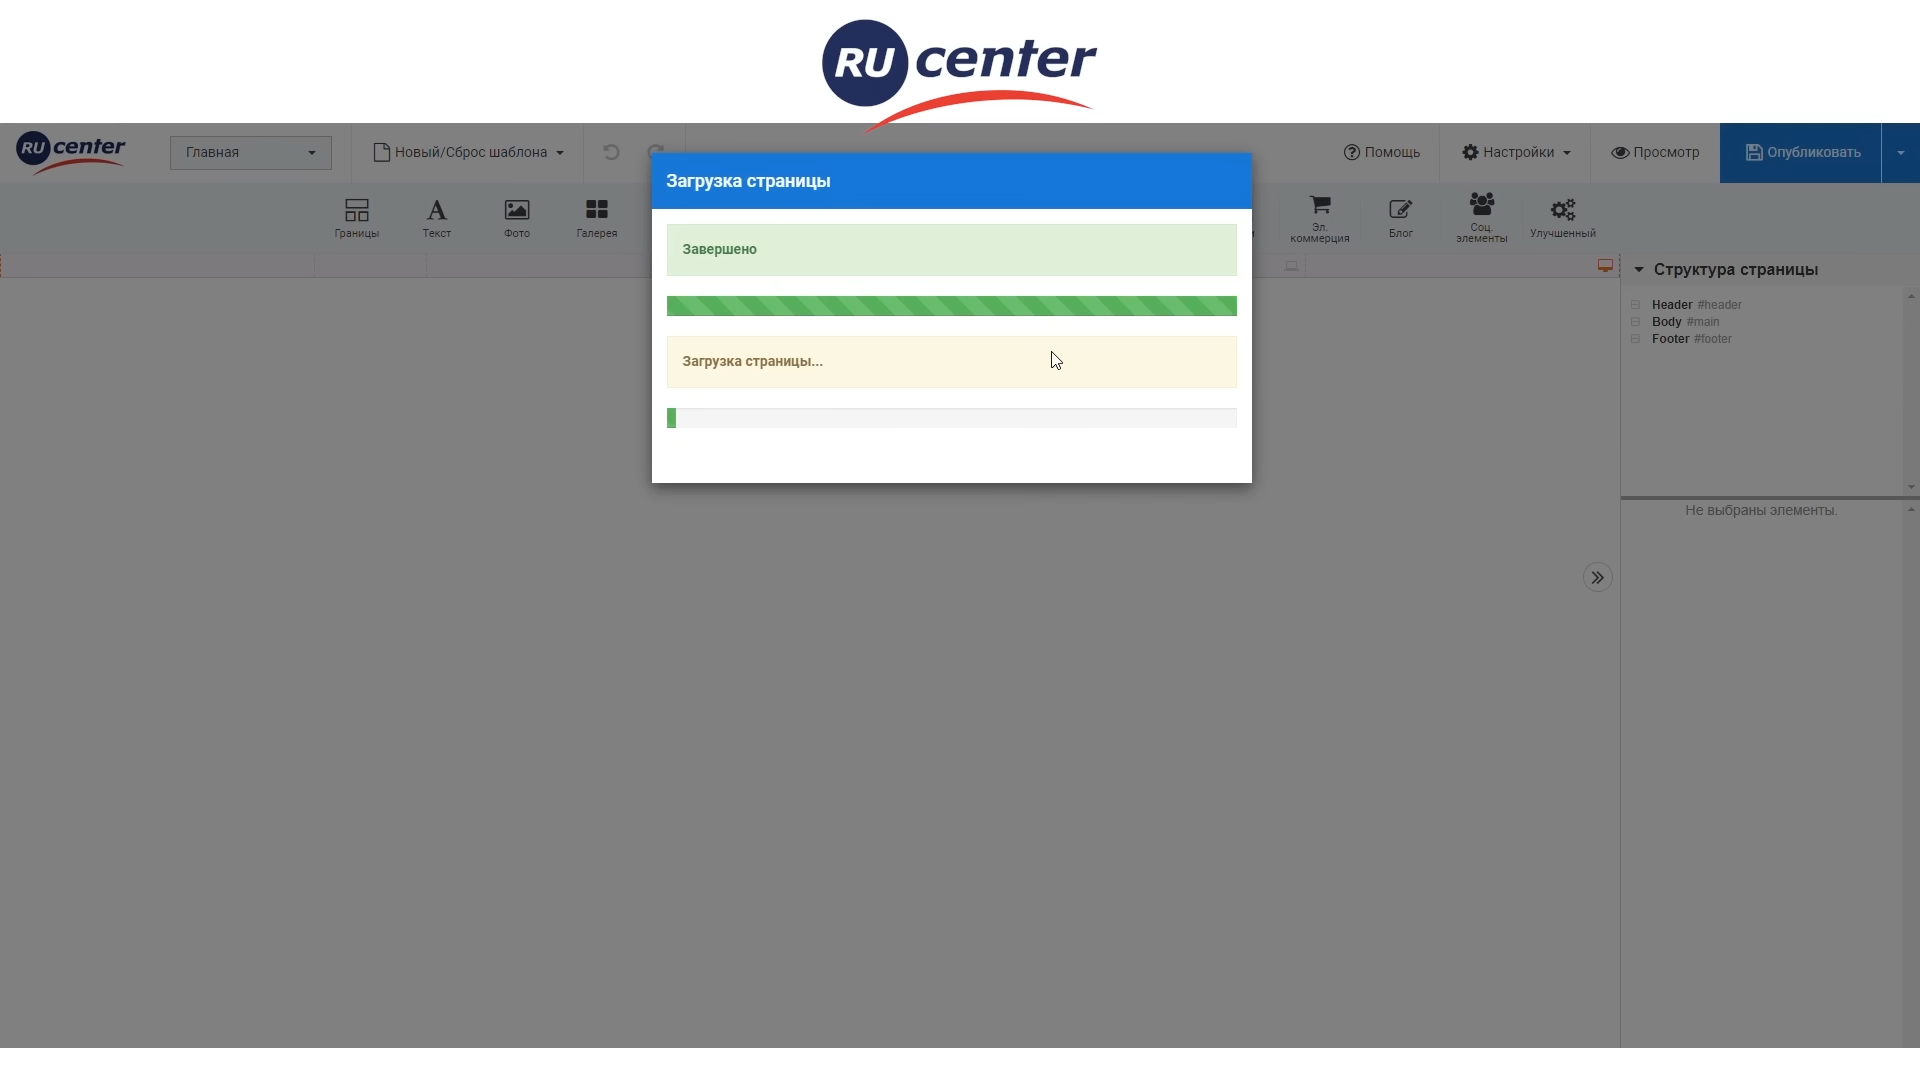 RU center
RU center
Главная
Новый/Сброс шаблона
Помощь
Настройки
Просмотр
Опубликовать
Загрузка страницы
Границы
Текст
Фото
Галерея
Эл.
коммерция
Блог
Соц.
элементы
Улучшенный
Завершено
Загрузка страницы...
Структура страницы
Header #header
Body #main
Footer #footer
Не выбраны элементы.